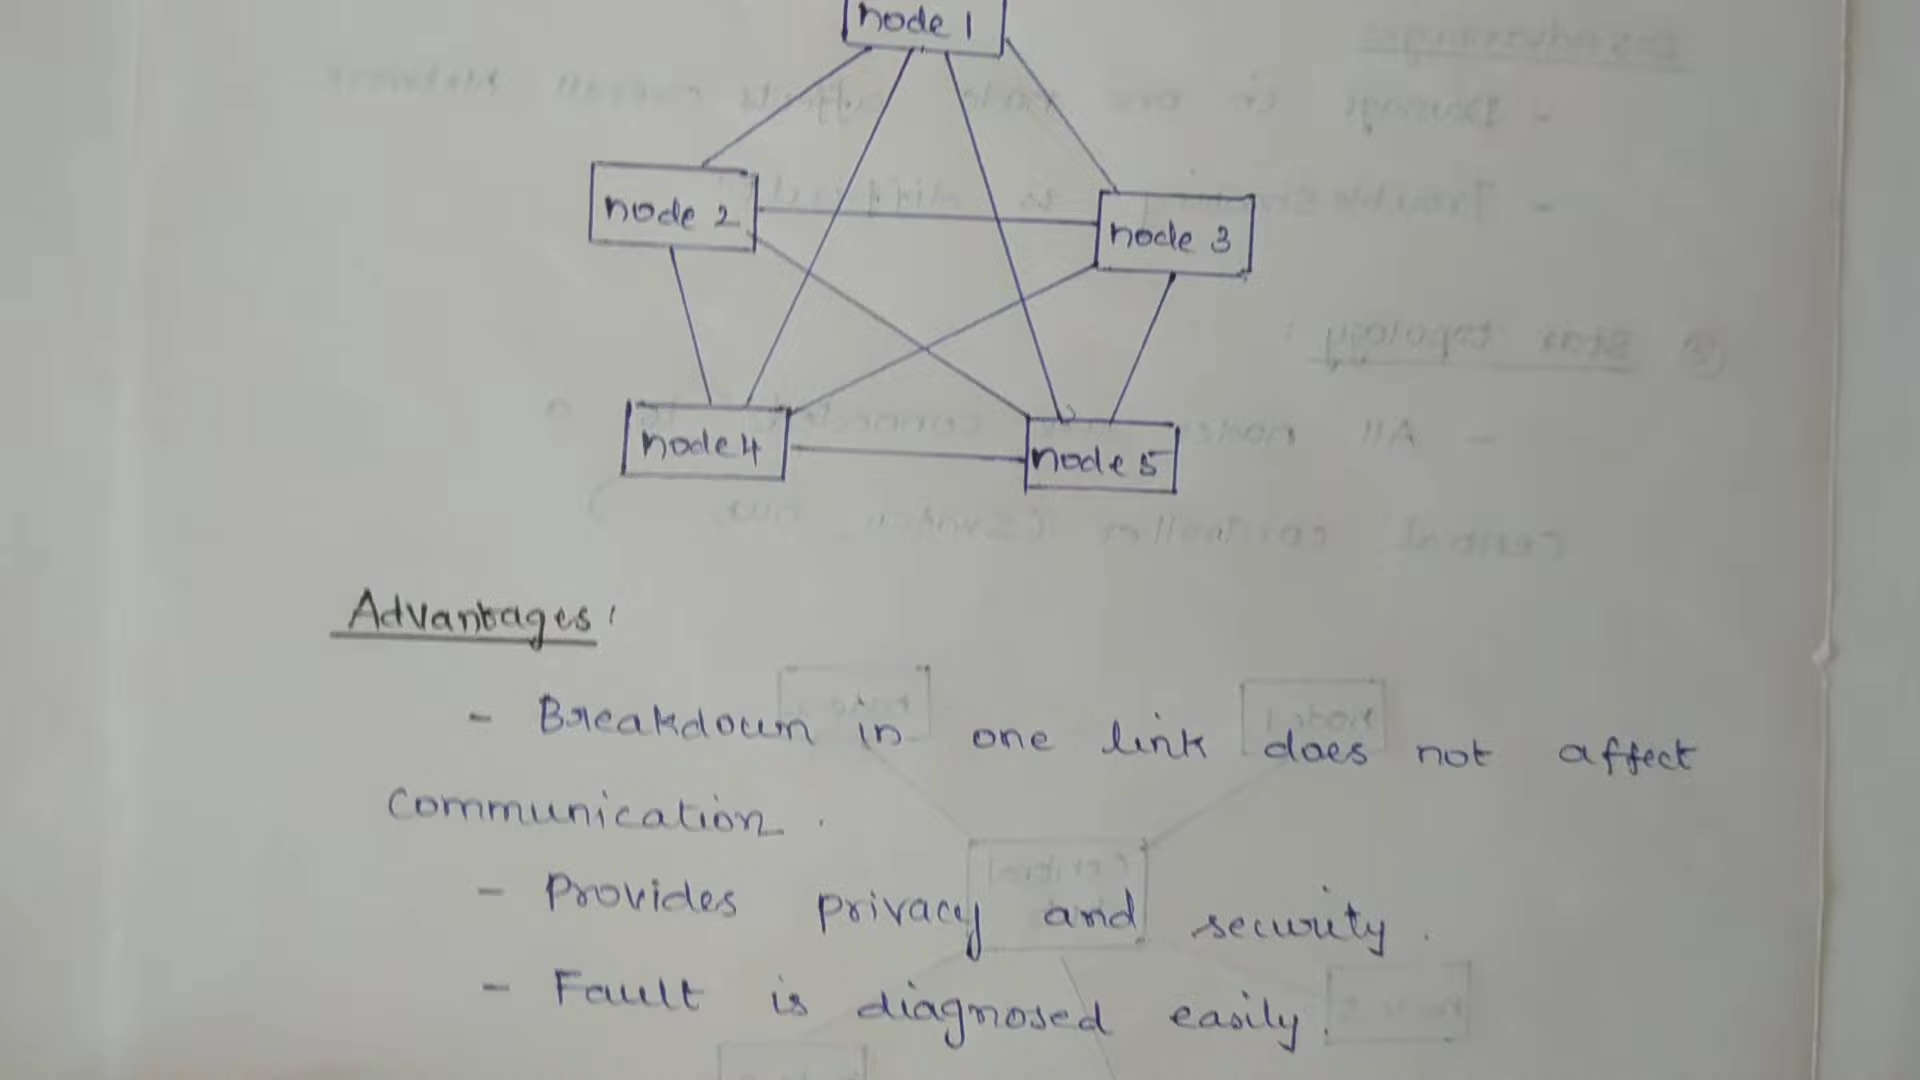 node 1
node 2
node 3
node 4
node 5
Advantages:
- Breakdown in one link does not affect
communication.
- Provides privacy and security.
- Fault is diagnosed easily.